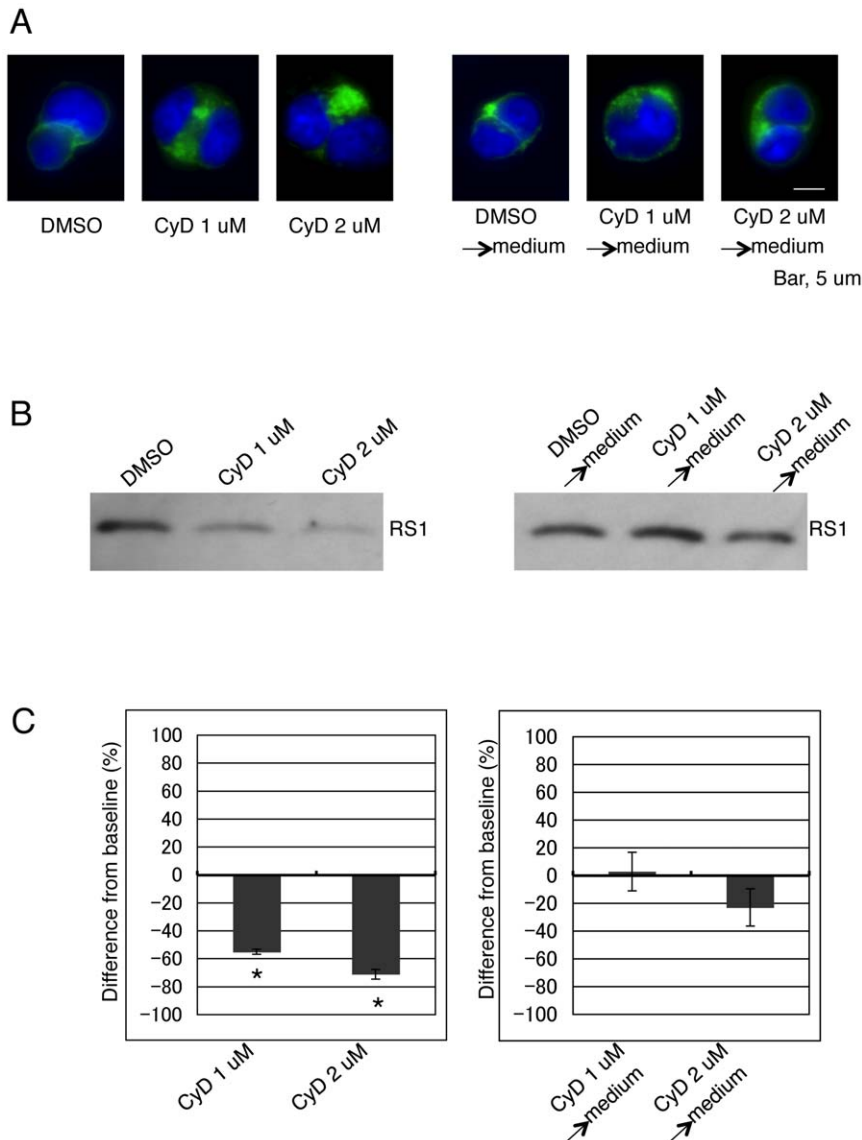 A
DMSO
CyD 1 uM
CyD 2 uM
DMSO
→medium
CyD 1 uM
→medium
CyD 2 uM
→medium
Bar, 5 um
B
DMSO
CyD 1 uM
CyD 2 uM
RS1
DMSO
→medium
CyD 1 uM
→medium
CyD 2 uM
→medium
RS1
C
Difference from baseline (%)
100
80
60
40
20
0
−20
−40
−60
−80
−100
*
*
CyD 1 uM
CyD 2 uM
Difference from baseline (%)
100
80
60
40
20
0
−20
−40
−60
−80
−100
CyD 1 uM
→medium
CyD 2 uM
→medium